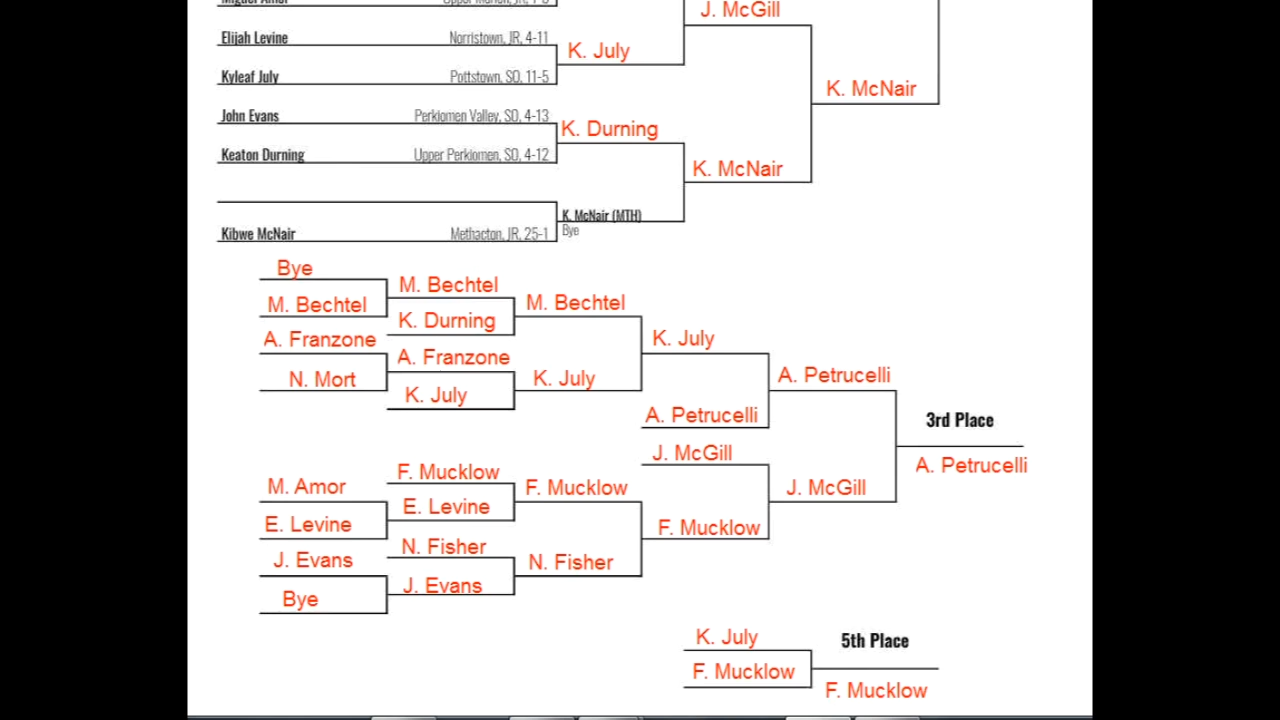 J. McGill
Elijah Levine Norristown, JR, 4-11
K. July
Kyleaf July Pottstown, SO, 11-5
K. McNair
John Evans Perkiomen Valley, SO, 4-13
K. Durning
Keaton Durning Upper Perkiomen, SO, 4-12
K. McNair
K. McNair (MTH)
Bye
Kibwe McNair Methacton, JR, 25-1
Bye
M. Bechtel
M. Bechtel
M. Bechtel
K. Durning
A. Franzone
K. July
A. Franzone
N. Mort
K. July
A. Petrucelli
K. July
A. Petrucelli
3rd Place
J. McGill
A. Petrucelli
F. Mucklow
M. Amor
F. Mucklow
J. McGill
E. Levine
E. Levine
F. Mucklow
N. Fisher
J. Evans
N. Fisher
J. Evans
Bye
K. July
5th Place
F. Mucklow
F. Mucklow